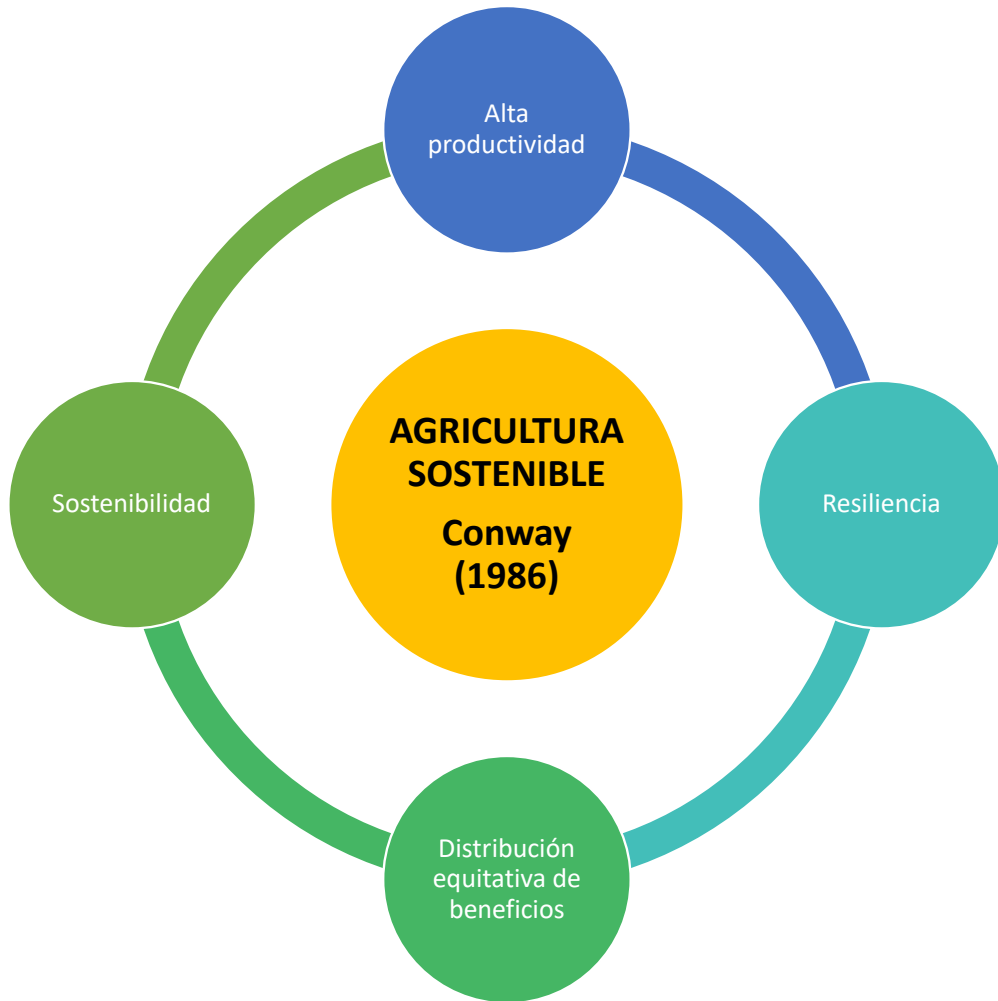 Alta
productividad
AGRICULTURA
SOSTENIBLE
Conway
(1986)
Sostenibilidad
Resiliencia
Distribución
equitativa de
beneficios